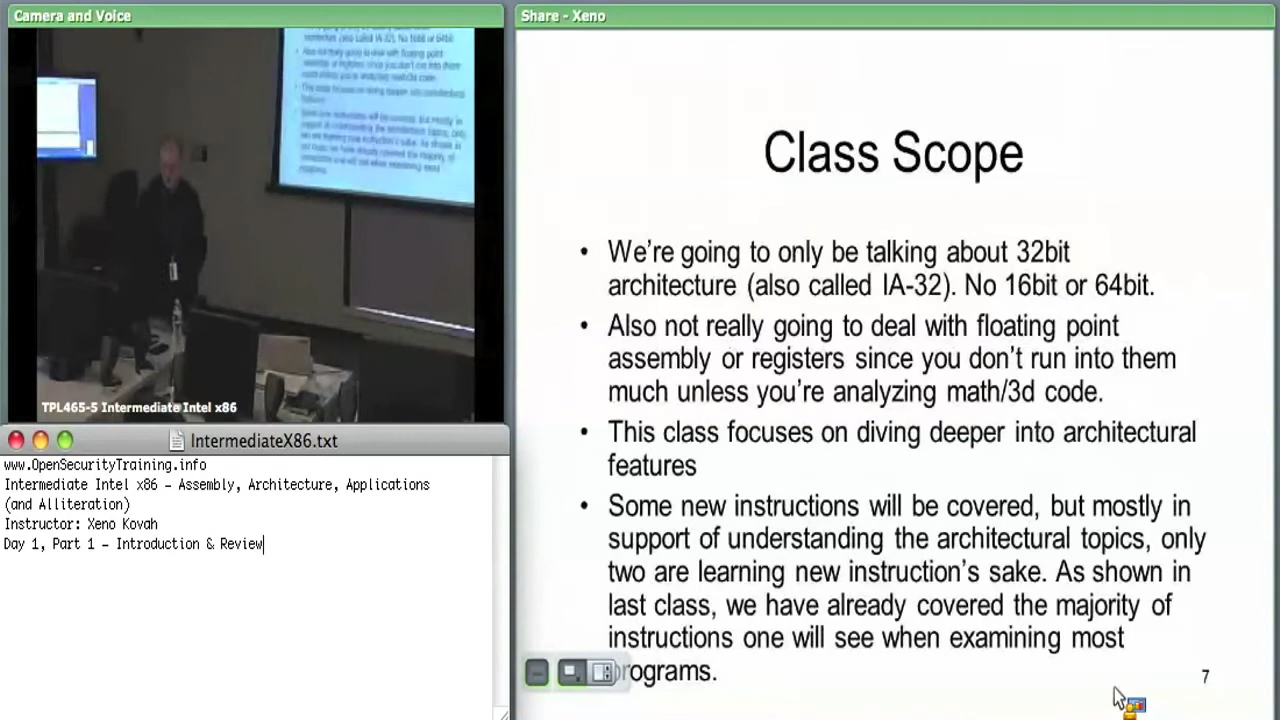 Camera and Voice
TPL465-5 Intermediate Intel x86
IntermediateX86.txt
www.OpenSecurityTraining.info
Intermediate Intel x86 – Assembly, Architecture, Applications
(and Alliteration)
Instructor: Xeno Kovah
Day 1, Part 1 – Introduction & Review
Share - Xeno
Class Scope
• We're going to only be talking about 32bit
architecture (also called IA-32). No 16bit or 64bit.
• Also not really going to deal with floating point
assembly or registers since you don't run into them
much unless you're analyzing math/3d code.
• This class focuses on diving deeper into architectural
features
• Some new instructions will be covered, but mostly in
support of understanding the architectural topics, only
two are learning new instruction's sake. As shown in
last class, we have already covered the majority of
instructions one will see when examining most
programs.
7